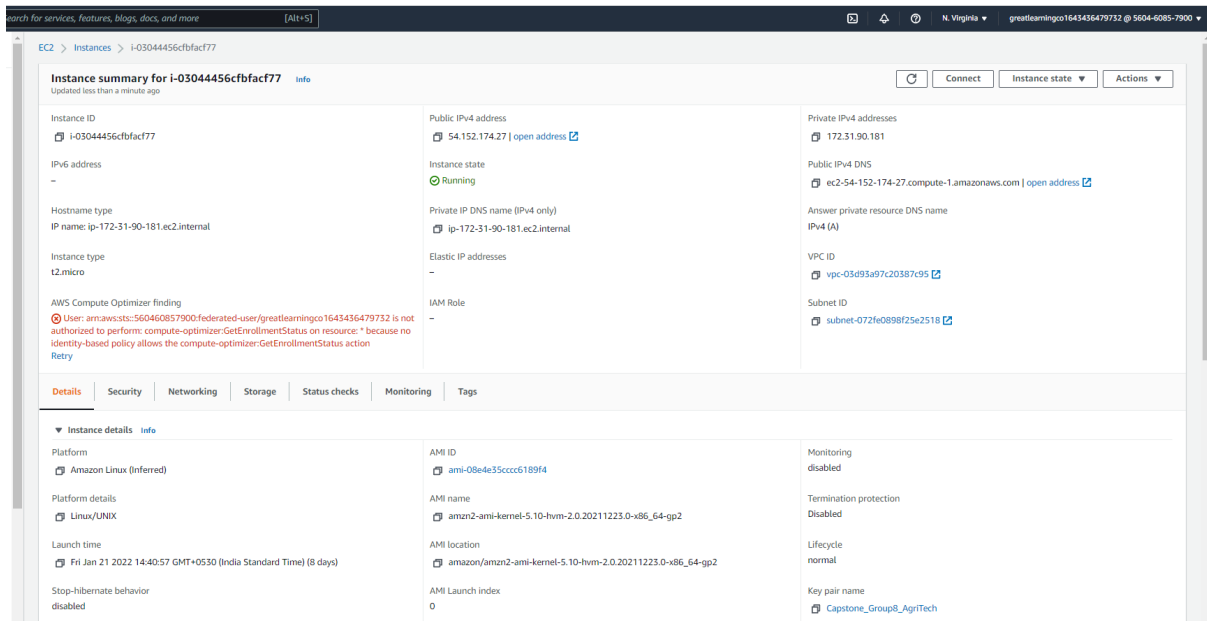 Search for services, features, blogs, docs, and more [Alt+S] N. Virginia ▼ greatlearningco1643436479732 @ 5604-6085-7900 ▼
EC2 > Instances > i-03044456cfbfacf77
Instance summary for i-03044456cfbfacf77 Info
Connect Instance state ▼ Actions ▼
Updated less than a minute ago
Instance ID
i-03044456cfbfacf77
Public IPv4 address
54.152.174.27 | open address
Private IPv4 addresses
172.31.90.181
IPv6 address
–
Instance state
Running
Public IPv4 DNS
ec2-54-152-174-27.compute-1.amazonaws.com | open address
Hostname type
IP name: ip-172-31-90-181.ec2.internal
Private IP DNS name (IPv4 only)
ip-172-31-90-181.ec2.internal
Answer private resource DNS name
IPv4 (A)
Instance type
t2.micro
Elastic IP addresses
–
VPC ID
vpc-03d93a97c20387c95
AWS Compute Optimizer finding
User: arn:aws:sts::560460857900:federated-user/greatlearningco1643436479732 is not
authorized to perform: compute-optimizer:GetEnrollmentStatus on resource: * because no
identity-based policy allows the compute-optimizer:GetEnrollmentStatus action
Retry
IAM Role
–
Subnet ID
subnet-072fe0898f25e2518
Details Security Networking Storage Status checks Monitoring Tags
▼ Instance details Info
Platform
Amazon Linux (Inferred)
AMI ID
ami-08e4e35cccc6189f4
Monitoring
disabled
Platform details
Linux/UNIX
AMI name
amzn2-ami-kernel-5.10-hvm-2.0.20211223.0-x86_64-gp2
Termination protection
Disabled
Launch time
Fri Jan 21 2022 14:40:57 GMT+0530 (India Standard Time) (8 days)
AMI location
amazon/amzn2-ami-kernel-5.10-hvm-2.0.20211223.0-x86_64-gp2
Lifecycle
normal
Stop-hibernate behavior
disabled
AMI Launch index
0
Key pair name
Capstone_Group8_AgriTech